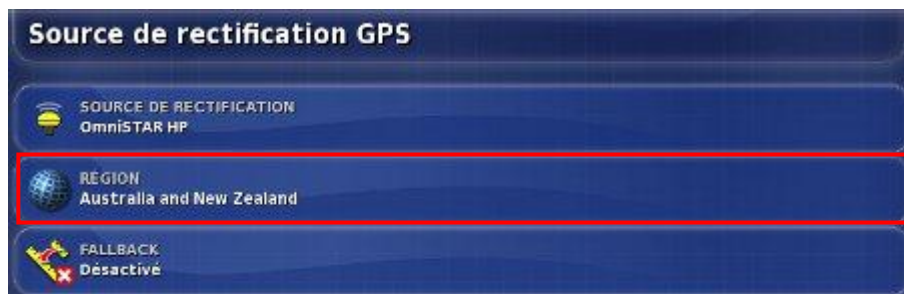 Source de rectification GPS
SOURCE DE RECTIFICATION
OmniSTAR HP
RÉGION
Australia and New Zealand
FALLBACK
Désactivé